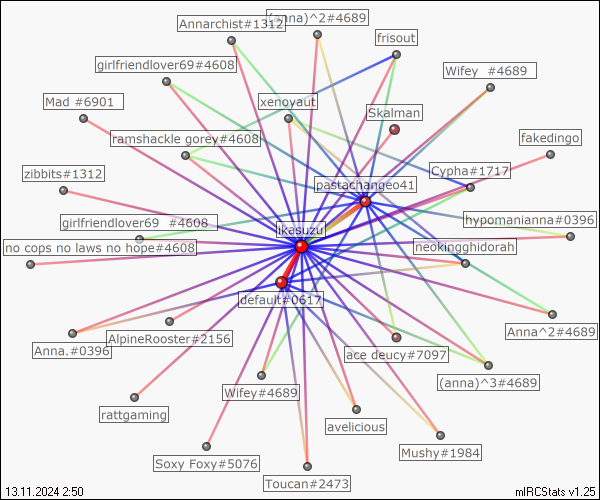 Annarchist#1312
(anna)^2#4689
frisout
girlfriendlover69#4608
Wifey  #4689
Mad #6901
xenoyaut
Skalman
ramshackle gorey#4608
fakedingo
zibbits#1312
Cypha#1717
pastachangeo41
girlfriendlover69  #4608
hypomanianna#0396
ikasuzu
no cops no laws no hope#4608
neokingghidorah
default#0617
Anna^2#4689
AlpineRooster#2156
Anna.#0396
ace deucy#7097
(anna)^3#4689
Wifey#4689
rattgaming
avelicious
Mushy#1984
Soxy Foxy#5076
Toucan#2473
13.11.2024 2:50
mIRCStats v1.25